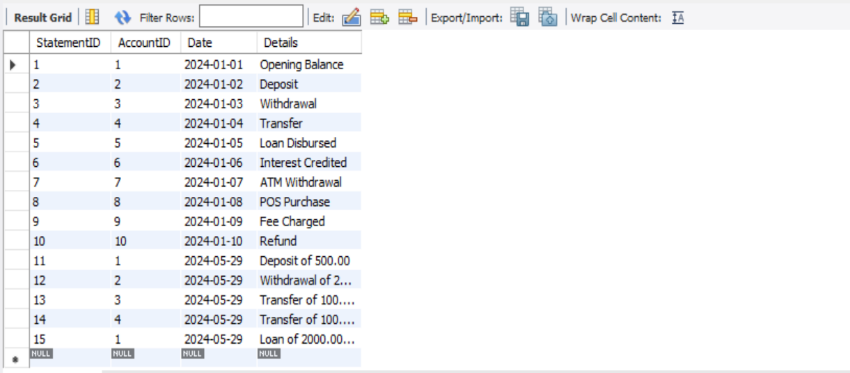 Result Grid Filter Rows: Edit: Export/Import: Wrap Cell Content: IA
StatementID AccountID Date Details
1 1 2024-01-01 Opening Balance
2 2 2024-01-02 Deposit
3 3 2024-01-03 Withdrawal
4 4 2024-01-04 Transfer
5 5 2024-01-05 Loan Disbursed
6 6 2024-01-06 Interest Credited
7 7 2024-01-07 ATM Withdrawal
8 8 2024-01-08 POS Purchase
9 9 2024-01-09 Fee Charged
10 10 2024-01-10 Refund
11 1 2024-05-29 Deposit of 500.00
12 2 2024-05-29 Withdrawal of 2...
13 3 2024-05-29 Transfer of 100....
14 4 2024-05-29 Transfer of 100....
15 1 2024-05-29 Loan of 2000.00...
NULL NULL NULL NULL